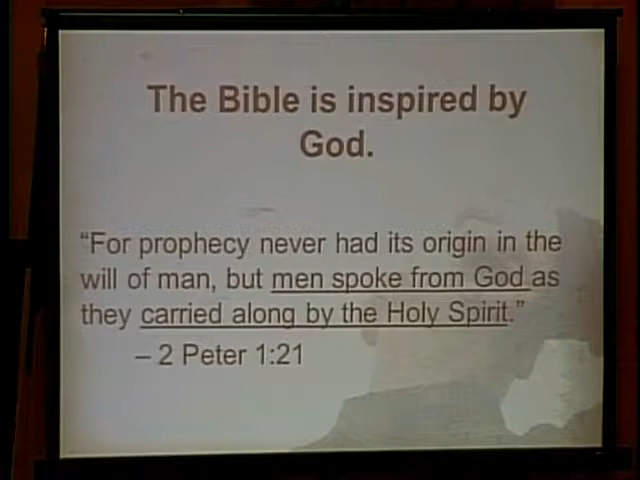 The Bible is inspired by
God.
“For prophecy never had its origin in the
will of man, but men spoke from God as
they carried along by the Holy Spirit.”
– 2 Peter 1:21